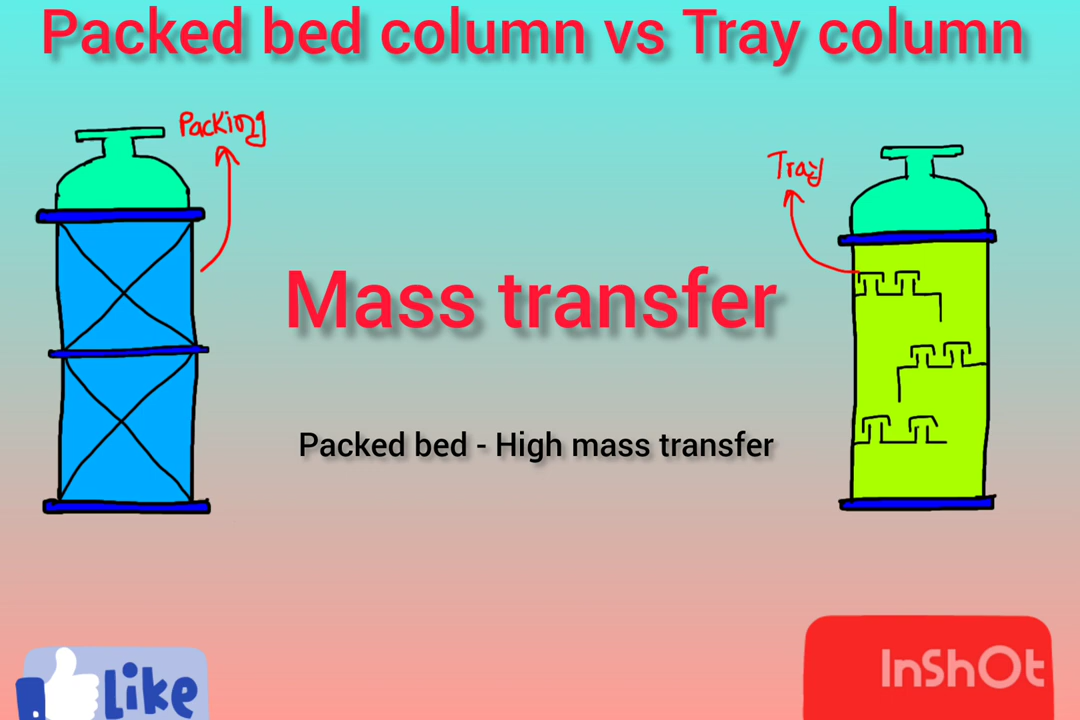 Packed bed column vs Tray column
Packing
Tray
Mass transfer
Packed bed - High mass transfer
Like
InShOt